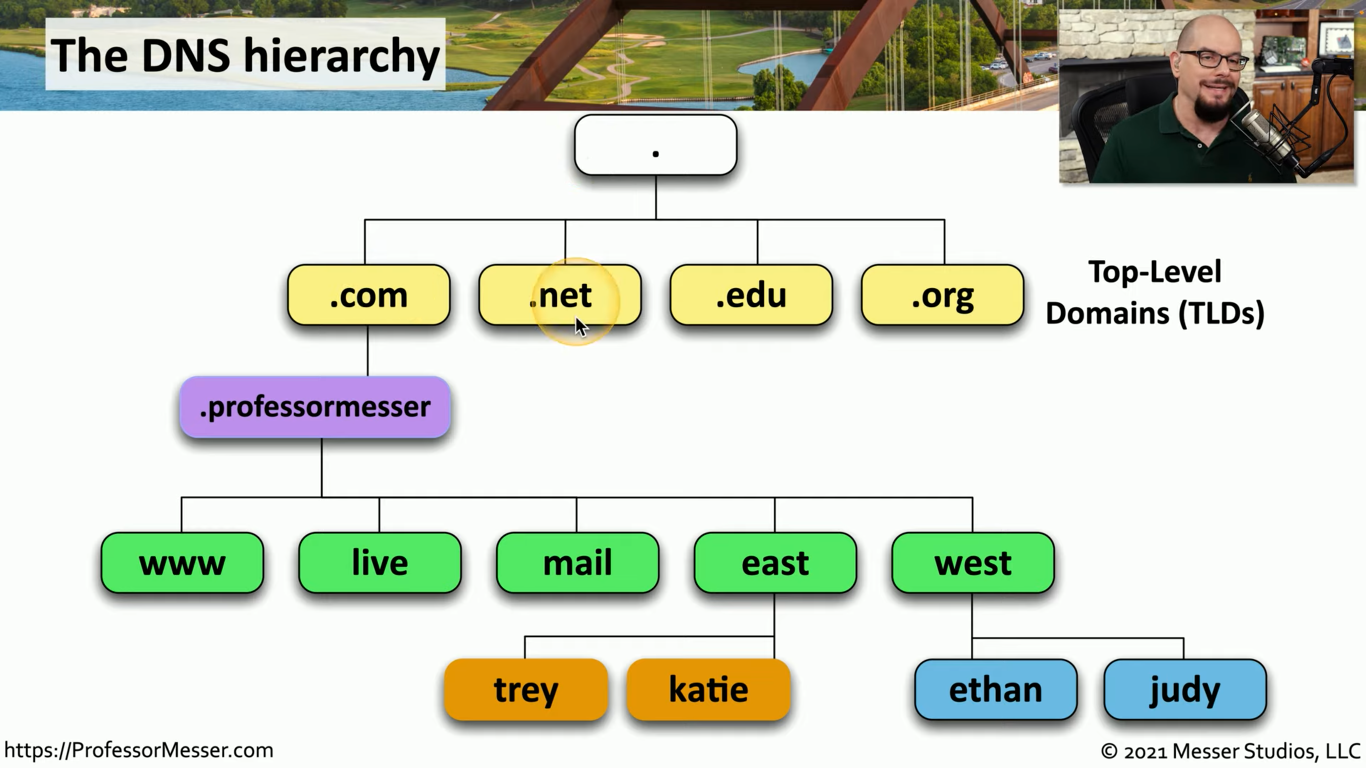 The DNS hierarchy
.
.com
.net
.edu
.org
Top-Level
Domains (TLDs)
.professormesser
www
live
mail
east
west
trey
katie
ethan
judy
https://ProfessorMesser.com
© 2021 Messer Studios, LLC